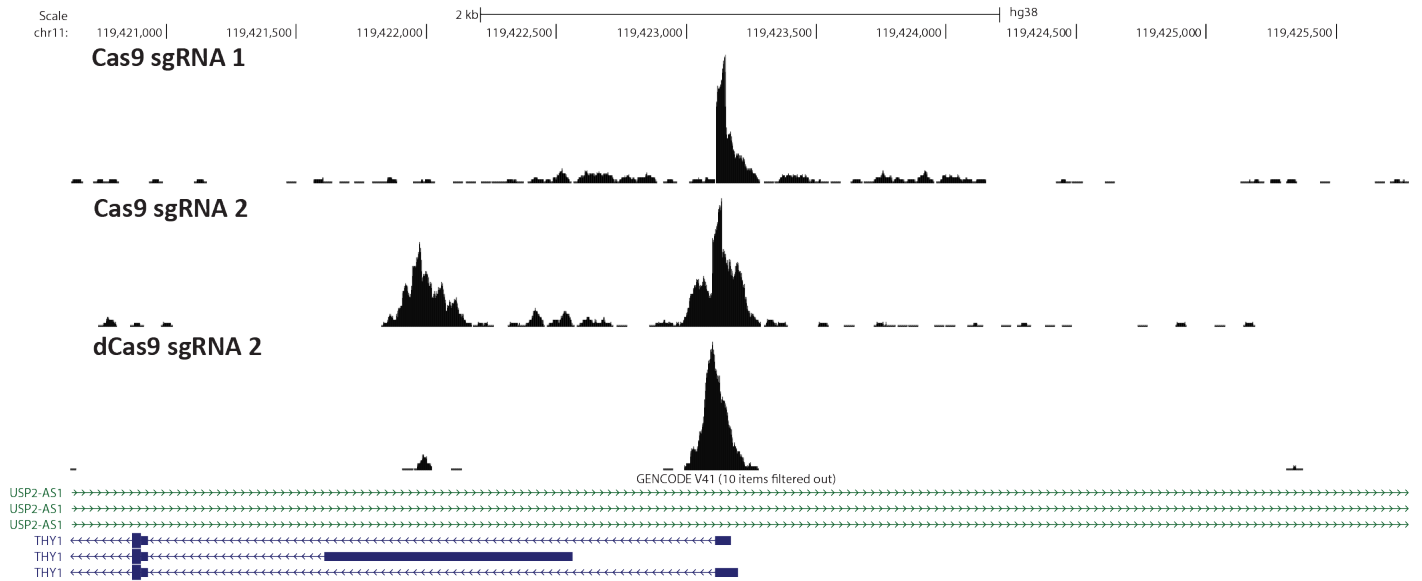 Scale 2 kb hg38
chr11: 119,421,000 119,421,500 119,422,000 119,422,500 119,423,000 119,423,500 119,424,000 119,424,500 119,425,000 119,425,500
Cas9 sgRNA 1
Cas9 sgRNA 2
dCas9 sgRNA 2
GENCODE V41 (10 items filtered out)
USP2-AS1
USP2-AS1
USP2-AS1
THY1
THY1
THY1